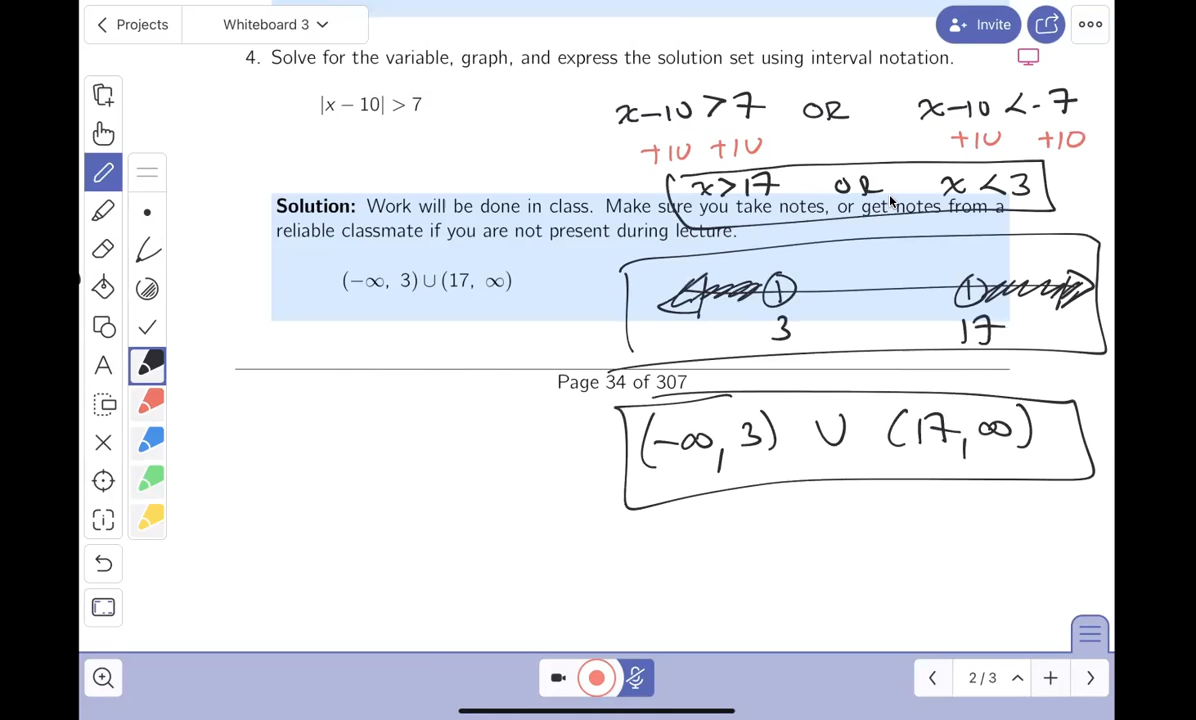 Projects Whiteboard 3 Invite
4. Solve for the variable, graph, and express the solution set using interval notation.
|x − 10| > 7
x-10 > 7 OR x-10 < -7
+10 +10 +10 +10
x > 17 OR x < 3
Solution: Work will be done in class. Make sure you take notes, or get notes from a
reliable classmate if you are not present during lecture.
(−∞, 3) ∪ (17, ∞)
3 17
Page 34 of 307
(-∞, 3) ∪ (17, ∞)
A
2 / 3